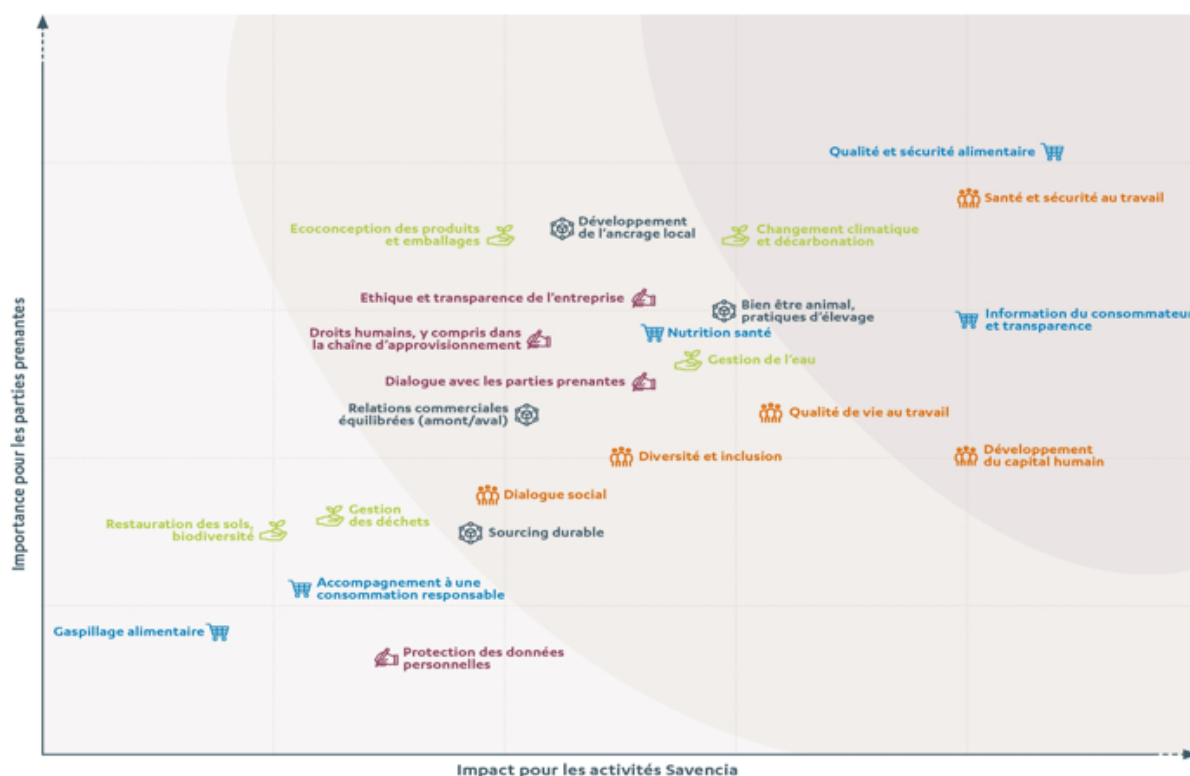 Importance pour les parties prenantes
Qualité et sécurité alimentaire
Santé et sécurité au travail
Ecoconception des produits
et emballages
Développement
de l'ancrage local
Changement climatique
et décarbonation
Ethique et transparence de l'entreprise
Bien être animal,
pratiques d'élevage
Information du consommateur
et transparence
Droits humains, y compris dans
la chaîne d'approvisionnement
Nutrition santé
Gestion de l'eau
Dialogue avec les parties prenantes
Relations commerciales
équilibrées (amont/aval)
Qualité de vie au travail
Diversité et inclusion
Développement
du capital humain
Dialogue social
Restauration des sols,
biodiversité
Gestion
des déchets
Sourcing durable
Accompagnement à une
consommation responsable
Gaspillage alimentaire
Protection des données
personnelles
Impact pour les activités Savencia